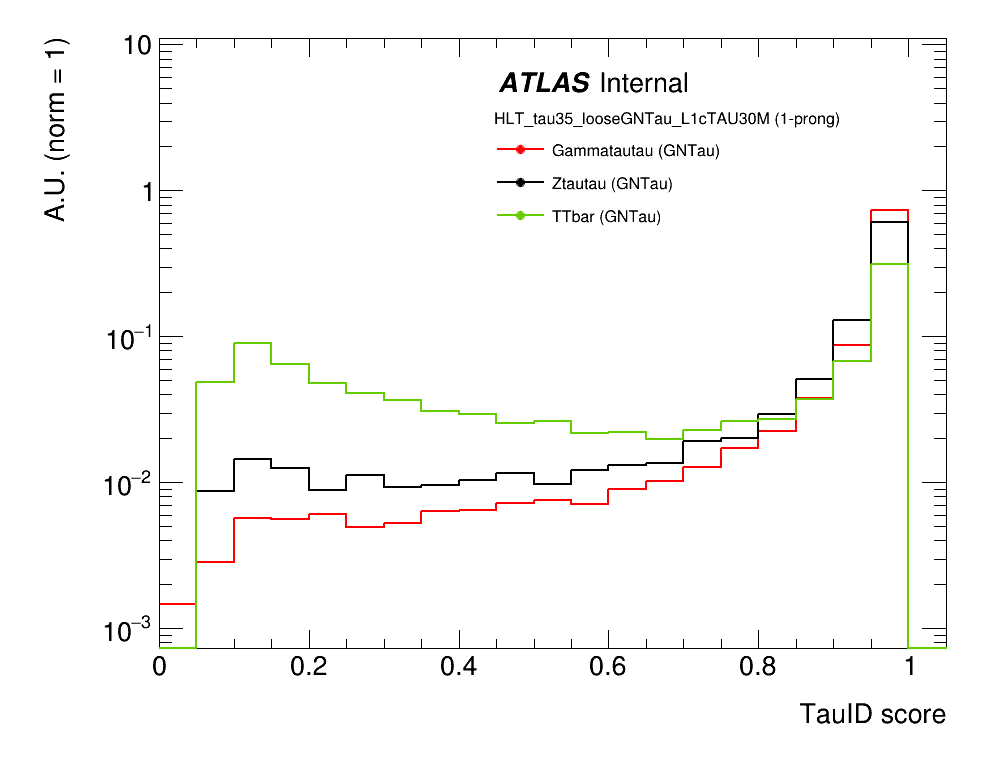 A.U. (norm = 1)
10
1
10⁻¹
10⁻²
10⁻³
ATLAS Internal
HLT_tau35_looseGNTau_L1cTAU30M (1-prong)
Gammatautau (GNTau)
Ztautau (GNTau)
TTbar (GNTau)
0 0.2 0.4 0.6 0.8 1
TauID score